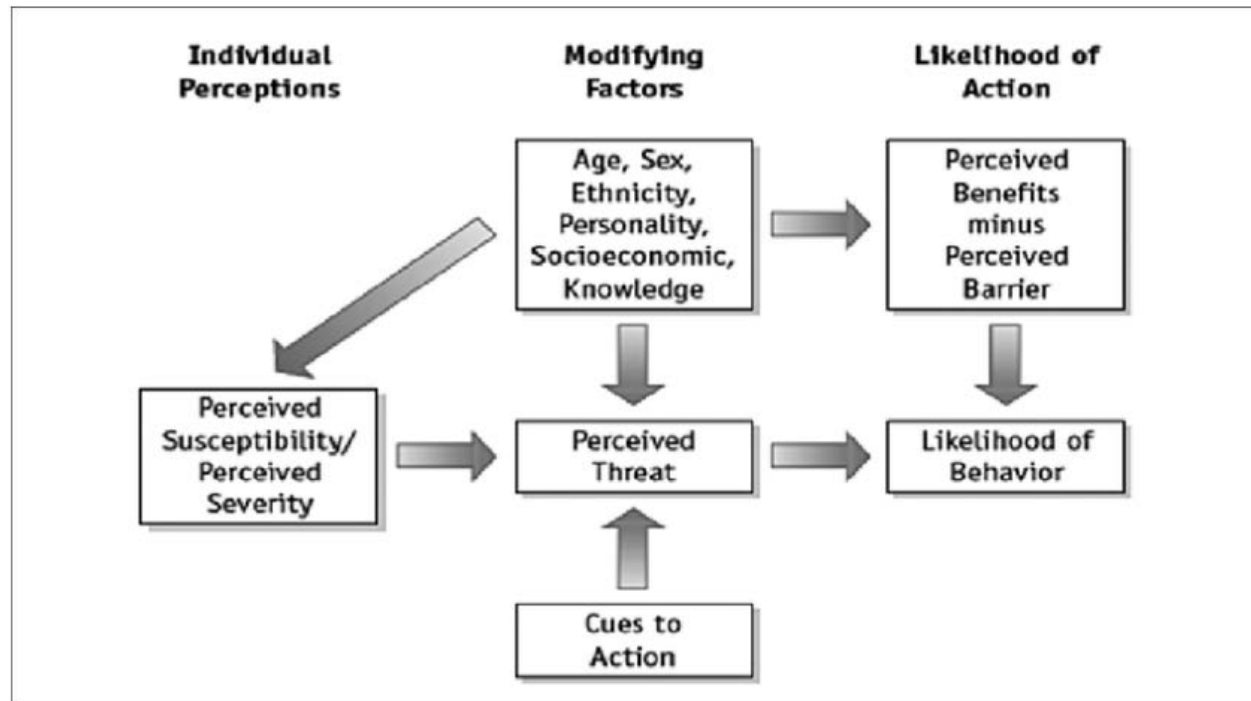 Individual
Perceptions
Modifying
Factors
Likelihood of
Action
Age, Sex,
Ethnicity,
Personality,
Socioeconomic,
Knowledge
Perceived
Benefits
minus
Perceived
Barrier
Perceived
Susceptibility/
Perceived
Severity
Perceived
Threat
Likelihood of
Behavior
Cues to
Action